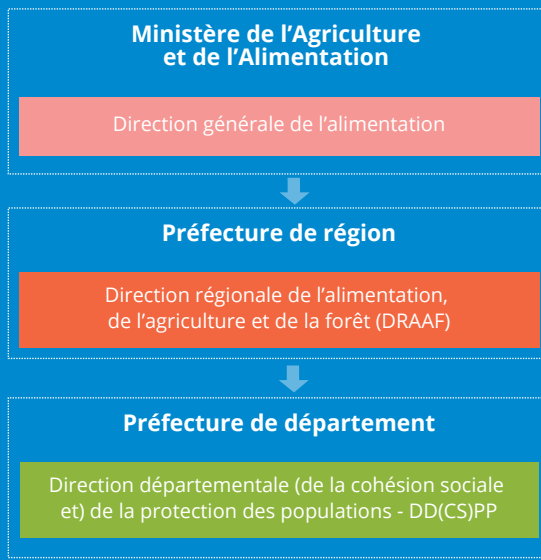 Ministère de l’Agriculture
et de l’Alimentation
Direction générale de l’alimentation
Préfecture de région
Direction régionale de l’alimentation,
de l’agriculture et de la forêt (DRAAF)
Préfecture de département
Direction départementale (de la cohésion sociale
et) de la protection des populations - DD(CS)PP